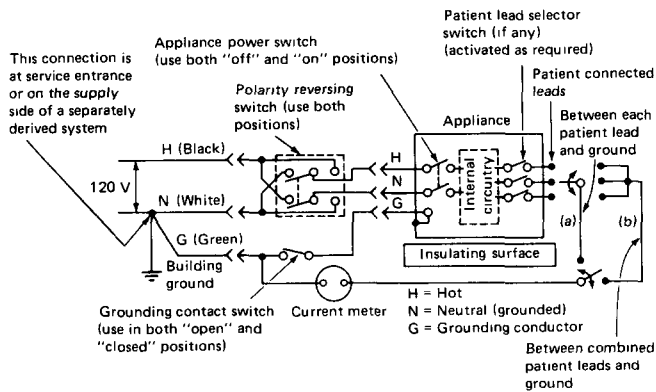 This connection is
at service entrance
or on the supply
side of a separately
derived system
Appliance power switch
(use both "off" and "on" positions)
Polarity reversing
switch (use both
positions)
Patient lead selector
switch (if any)
(activated as required)
Patient connected
leads
Between each
patient lead
and ground
Appliance
H (Black)
H
120 V
N
Internal
circuitry
N (White)
G
(a)
(b)
G (Green)
Building
ground
Insulating surface
Grounding contact switch
(use in both "open" and
"closed" positions)
Current meter
H = Hot
N = Neutral (grounded)
G = Grounding conductor
Between combined
patient leads and
ground